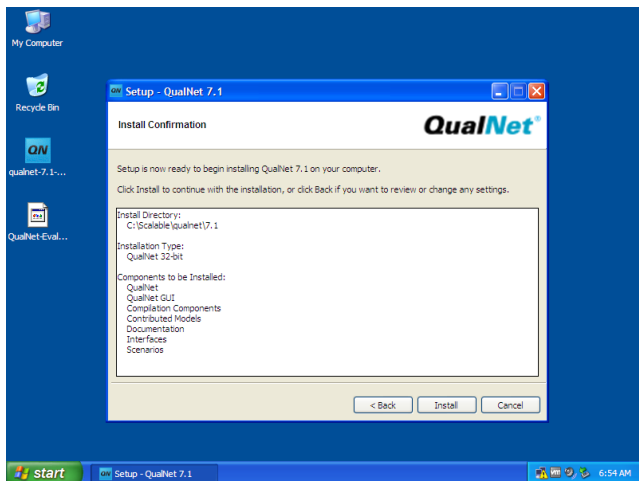 My Computer
Recycle Bin
QN
qualnet-7.1-...
QualNet-Eval...
QN Setup - QualNet 7.1
Install Confirmation
QualNet®
Setup is now ready to begin installing QualNet 7.1 on your computer.
Click Install to continue with the installation, or click Back if you want to review or change any settings.
Install Directory:
C:\Scalable\qualnet\7.1
Installation Type:
QualNet 32-bit
Components to be Installed:
QualNet
QualNet GUI
Compilation Components
Contributed Models
Documentation
Interfaces
Scenarios
< Back
Install
Cancel
start
QN Setup - QualNet 7.1
6:54 AM